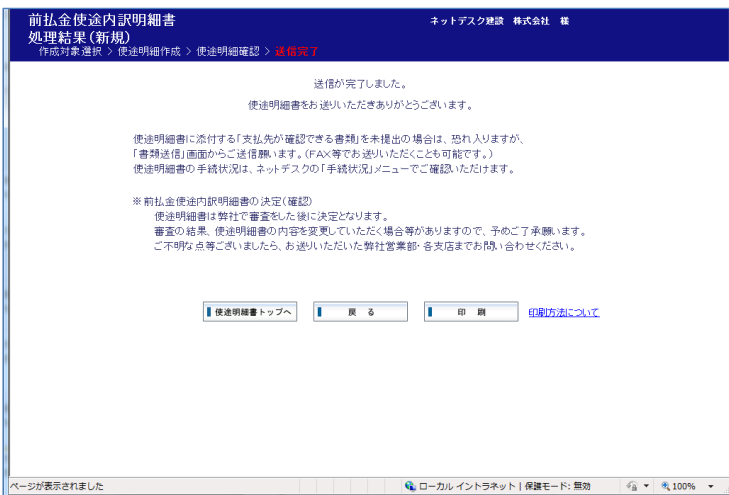 前払金使途内訳明細書
ネットデスク建設 株式会社 様
処理結果(新規)
作成対象選択 > 使途明細作成 > 使途明細確認 > 送信完了
送信が完了しました。
使途明細書をお送りいただきありがとうございます。
使途明細書に添付する「支払先が確認できる書類」を未提出の場合は、恐れ入りますが、
「書類送信」画面からご送信願います。(FAX等でお送りいただくことも可能です。)
使途明細書の手続状況は、ネットデスクの「手続状況」メニューでご確認いただけます。
※前払金使途内訳明細書の決定(確認)
使途明細書は弊社で審査をした後に決定となります。
審査の結果、使途明細書の内容を変更していただく場合等がありますので、予めご了承願います。
ご不明な点等ございましたら、お送りいただいた弊社営業部・各支店までお問い合わせください。
使途明細書トップへ 戻 る 印 刷 印刷方法について
ページが表示されました ローカル イントラネット | 保護モード: 無効 100%